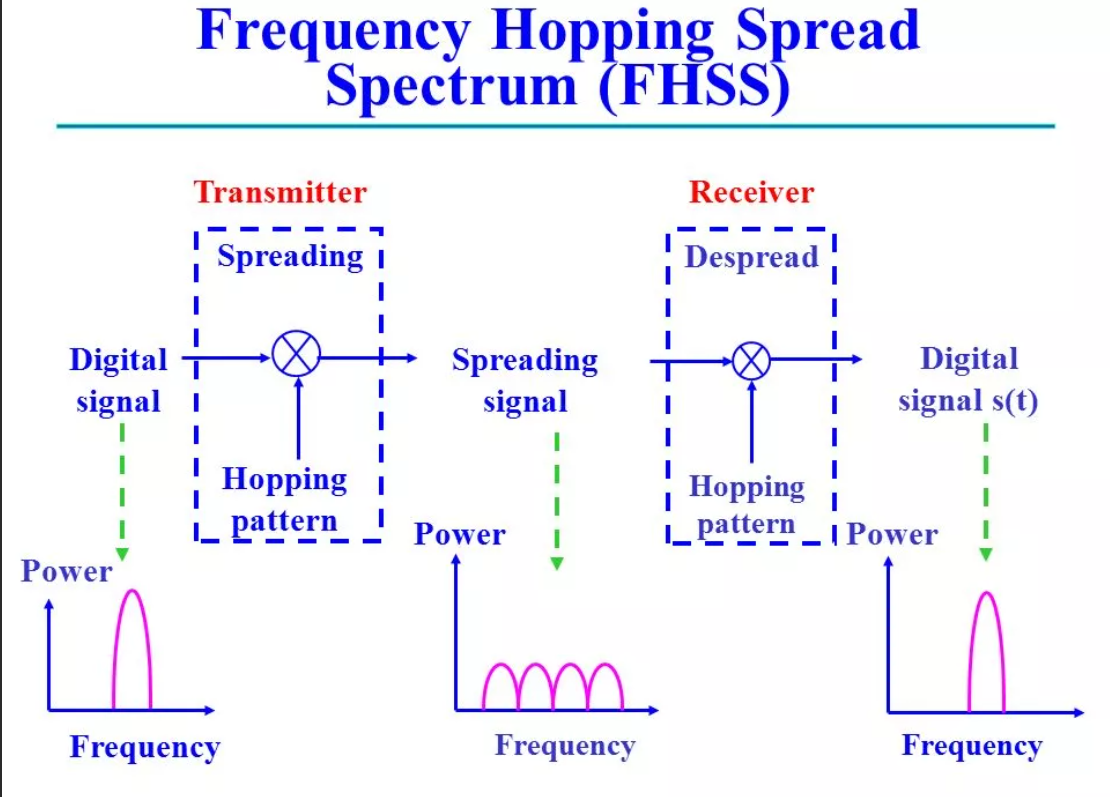 Frequency Hopping Spread
Spectrum (FHSS)
Transmitter
Receiver
Spreading
Despread
Digital
signal
Spreading
signal
Digital
signal s(t)
Hopping
pattern
Hopping
pattern
Power
Power
Power
Frequency
Frequency
Frequency